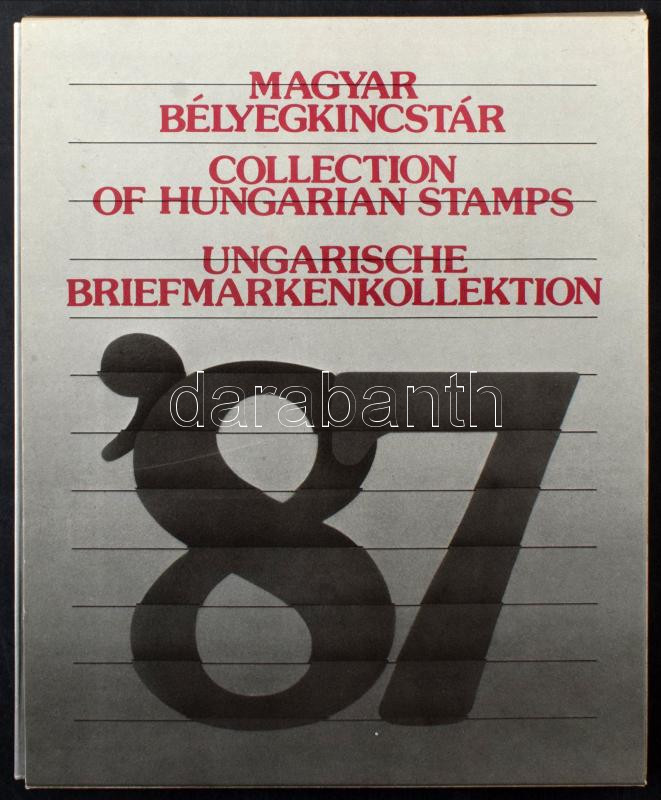 MAGYAR
BÉLYEGKINCSTÁR
COLLECTION
OF HUNGARIAN STAMPS
UNGARISCHE
BRIEFMARKENKOLLEKTION
'87
darabanth